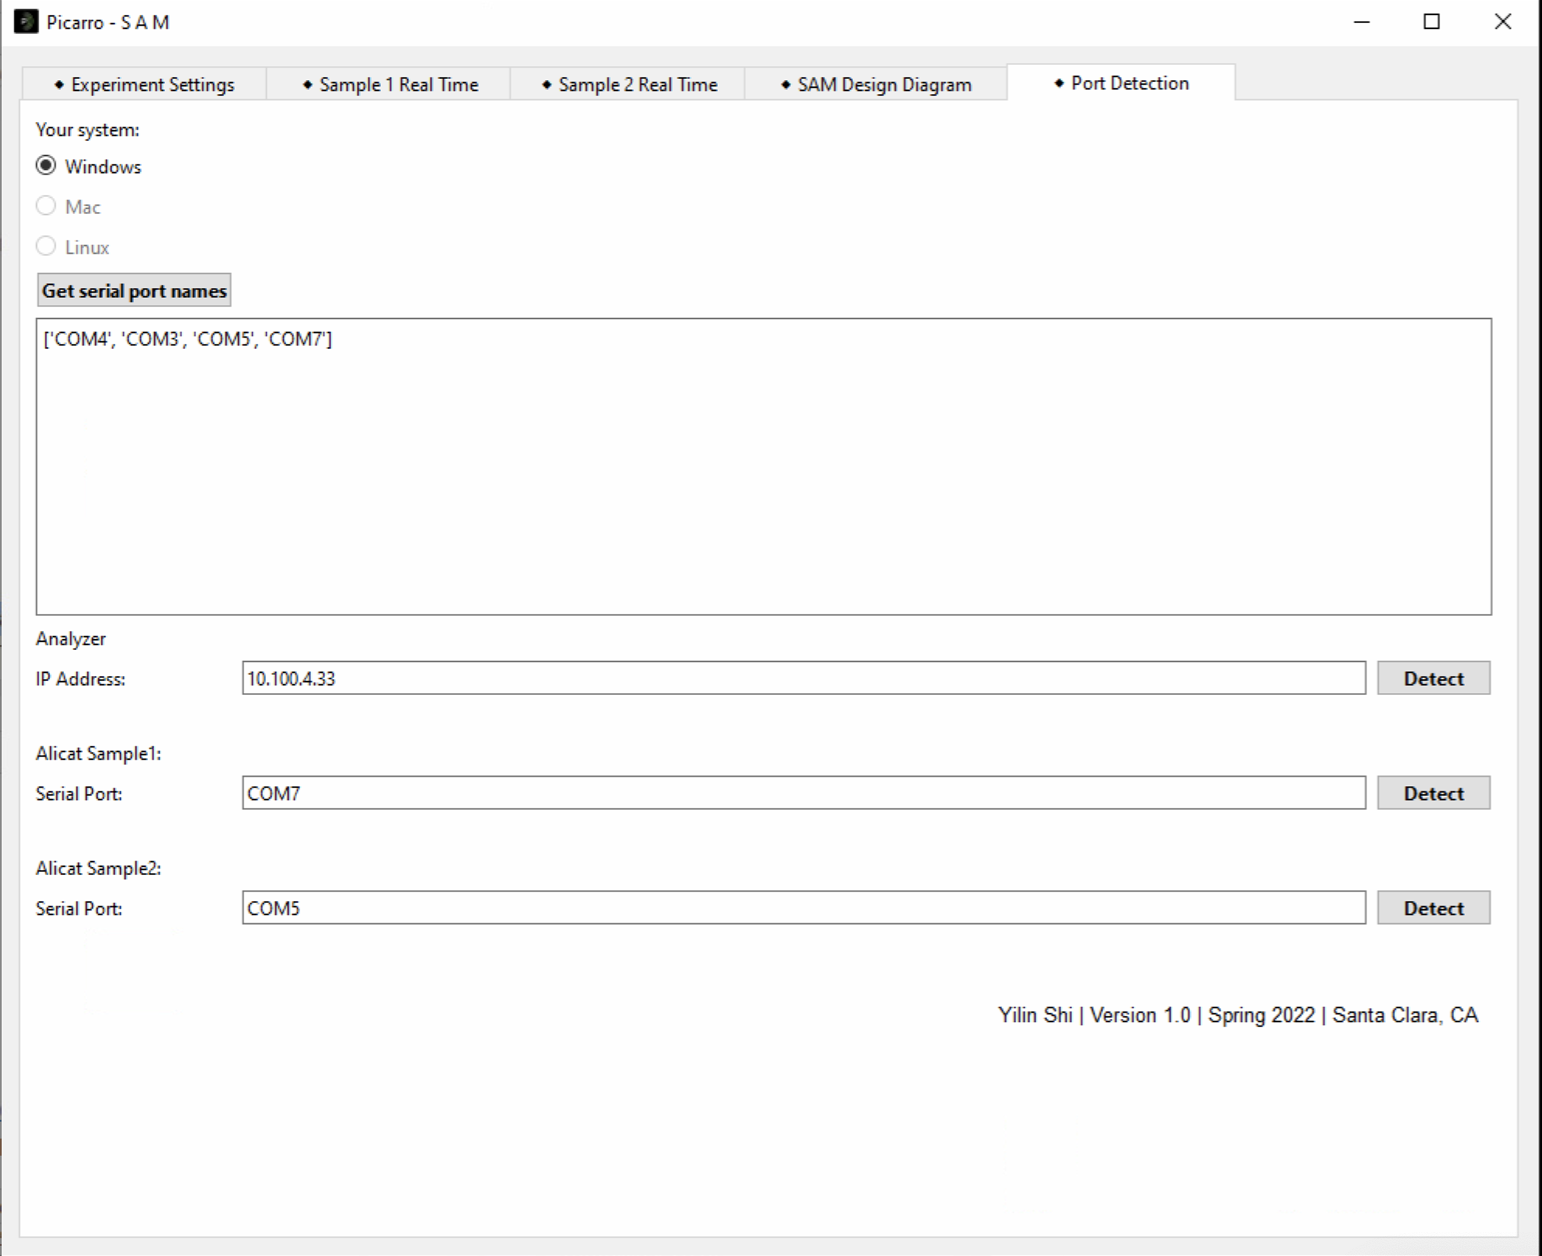 Picarro - S A M
Experiment Settings
Sample 1 Real Time
Sample 2 Real Time
SAM Design Diagram
Port Detection
Your system:
Windows
Mac
Linux
Get serial port names
['COM4', 'COM3', 'COM5', 'COM7']
Analyzer
IP Address: 10.100.4.33 Detect
Alicat Sample1:
Serial Port: COM7 Detect
Alicat Sample2:
Serial Port: COM5 Detect
Yilin Shi | Version 1.0 | Spring 2022 | Santa Clara, CA